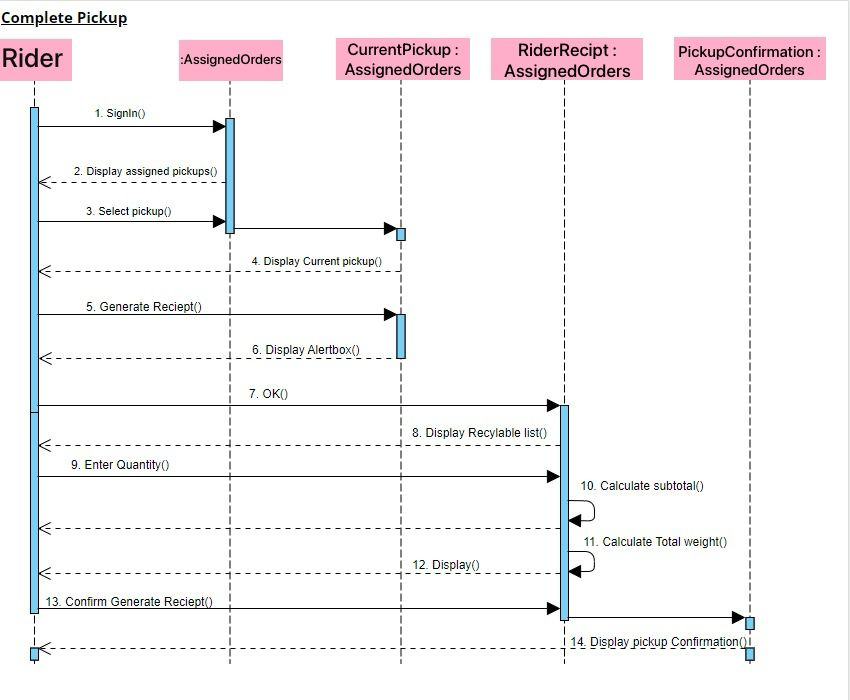 Complete Pickup
Rider
:AssignedOrders
CurrentPickup :
AssignedOrders
RiderRecipt :
AssignedOrders
PickupConfirmation :
AssignedOrders
1. SignIn()
2. Display assigned pickups()
3. Select pickup()
4. Display Current pickup()
5. Generate Reciept()
6. Display Alertbox()
7. OK()
8. Display Recylable list()
9. Enter Quantity()
10. Calculate subtotal()
11. Calculate Total weight()
12. Display()
13. Confirm Generate Reciept()
14. Display pickup Confirmation()